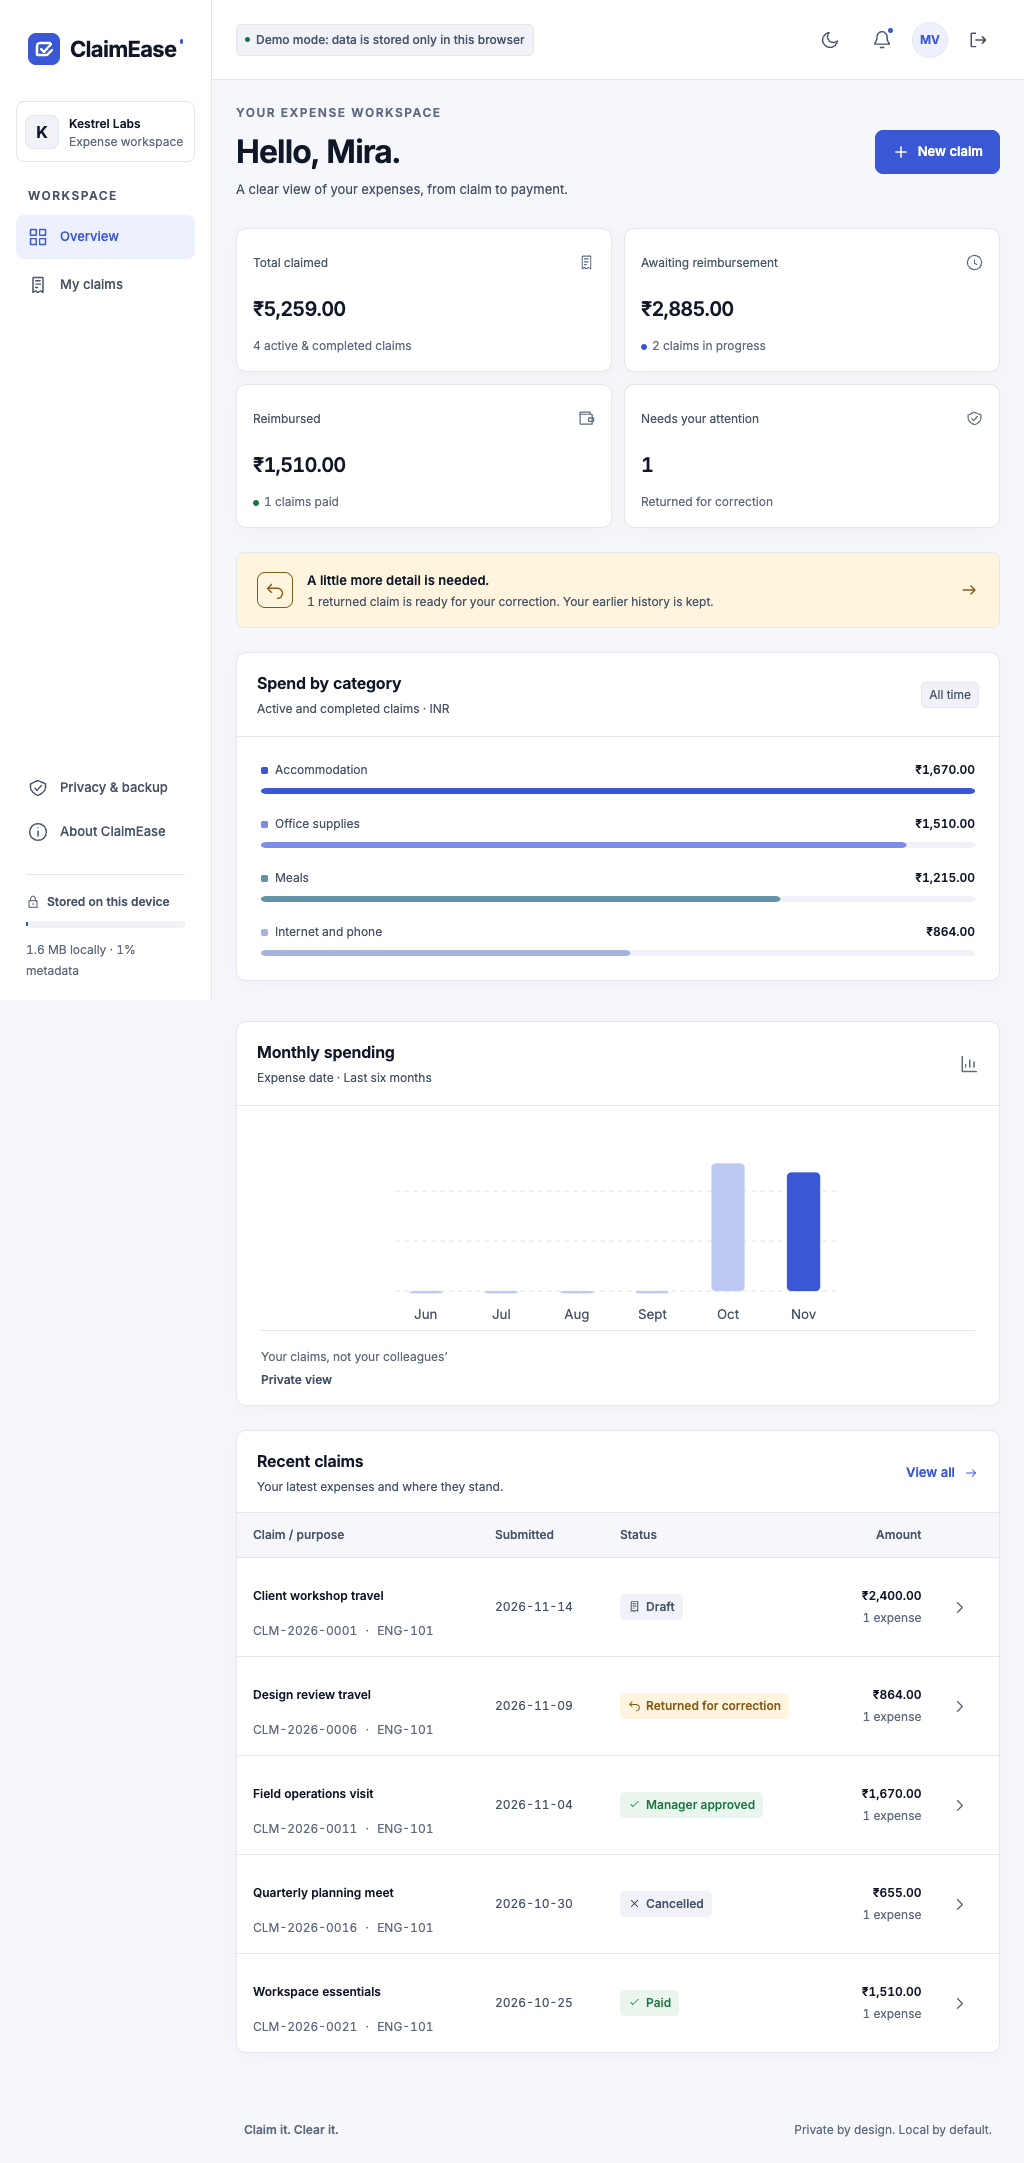 ClaimEase
K
Kestrel Labs
Expense workspace
WORKSPACE
Overview
My claims
Privacy & backup
About ClaimEase
Stored on this device
1.6 MB locally · 1%
metadata
Demo mode: data is stored only in this browser
MV
YOUR EXPENSE WORKSPACE
Hello, Mira.
A clear view of your expenses, from claim to payment.
New claim
Total claimed
₹5,259.00
4 active & completed claims
Awaiting reimbursement
₹2,885.00
2 claims in progress
Reimbursed
₹1,510.00
1 claims paid
Needs your attention
1
Returned for correction
A little more detail is needed.
1 returned claim is ready for your correction. Your earlier history is kept.
Spend by category
Active and completed claims · INR
All time
Accommodation ₹1,670.00
Office supplies ₹1,510.00
Meals ₹1,215.00
Internet and phone ₹864.00
Monthly spending
Expense date · Last six months
Jun Jul Aug Sept Oct Nov
Your claims, not your colleagues’
Private view
Recent claims
Your latest expenses and where they stand.
View all
Claim / purpose Submitted Status Amount
Client workshop travel
CLM-2026-0001 · ENG-101
2026-11-14
Draft
₹2,400.00
1 expense
Design review travel
CLM-2026-0006 · ENG-101
2026-11-09
Returned for correction
₹864.00
1 expense
Field operations visit
CLM-2026-0011 · ENG-101
2026-11-04
Manager approved
₹1,670.00
1 expense
Quarterly planning meet
CLM-2026-0016 · ENG-101
2026-10-30
Cancelled
₹655.00
1 expense
Workspace essentials
CLM-2026-0021 · ENG-101
2026-10-25
Paid
₹1,510.00
1 expense
Claim it. Clear it.
Private by design. Local by default.